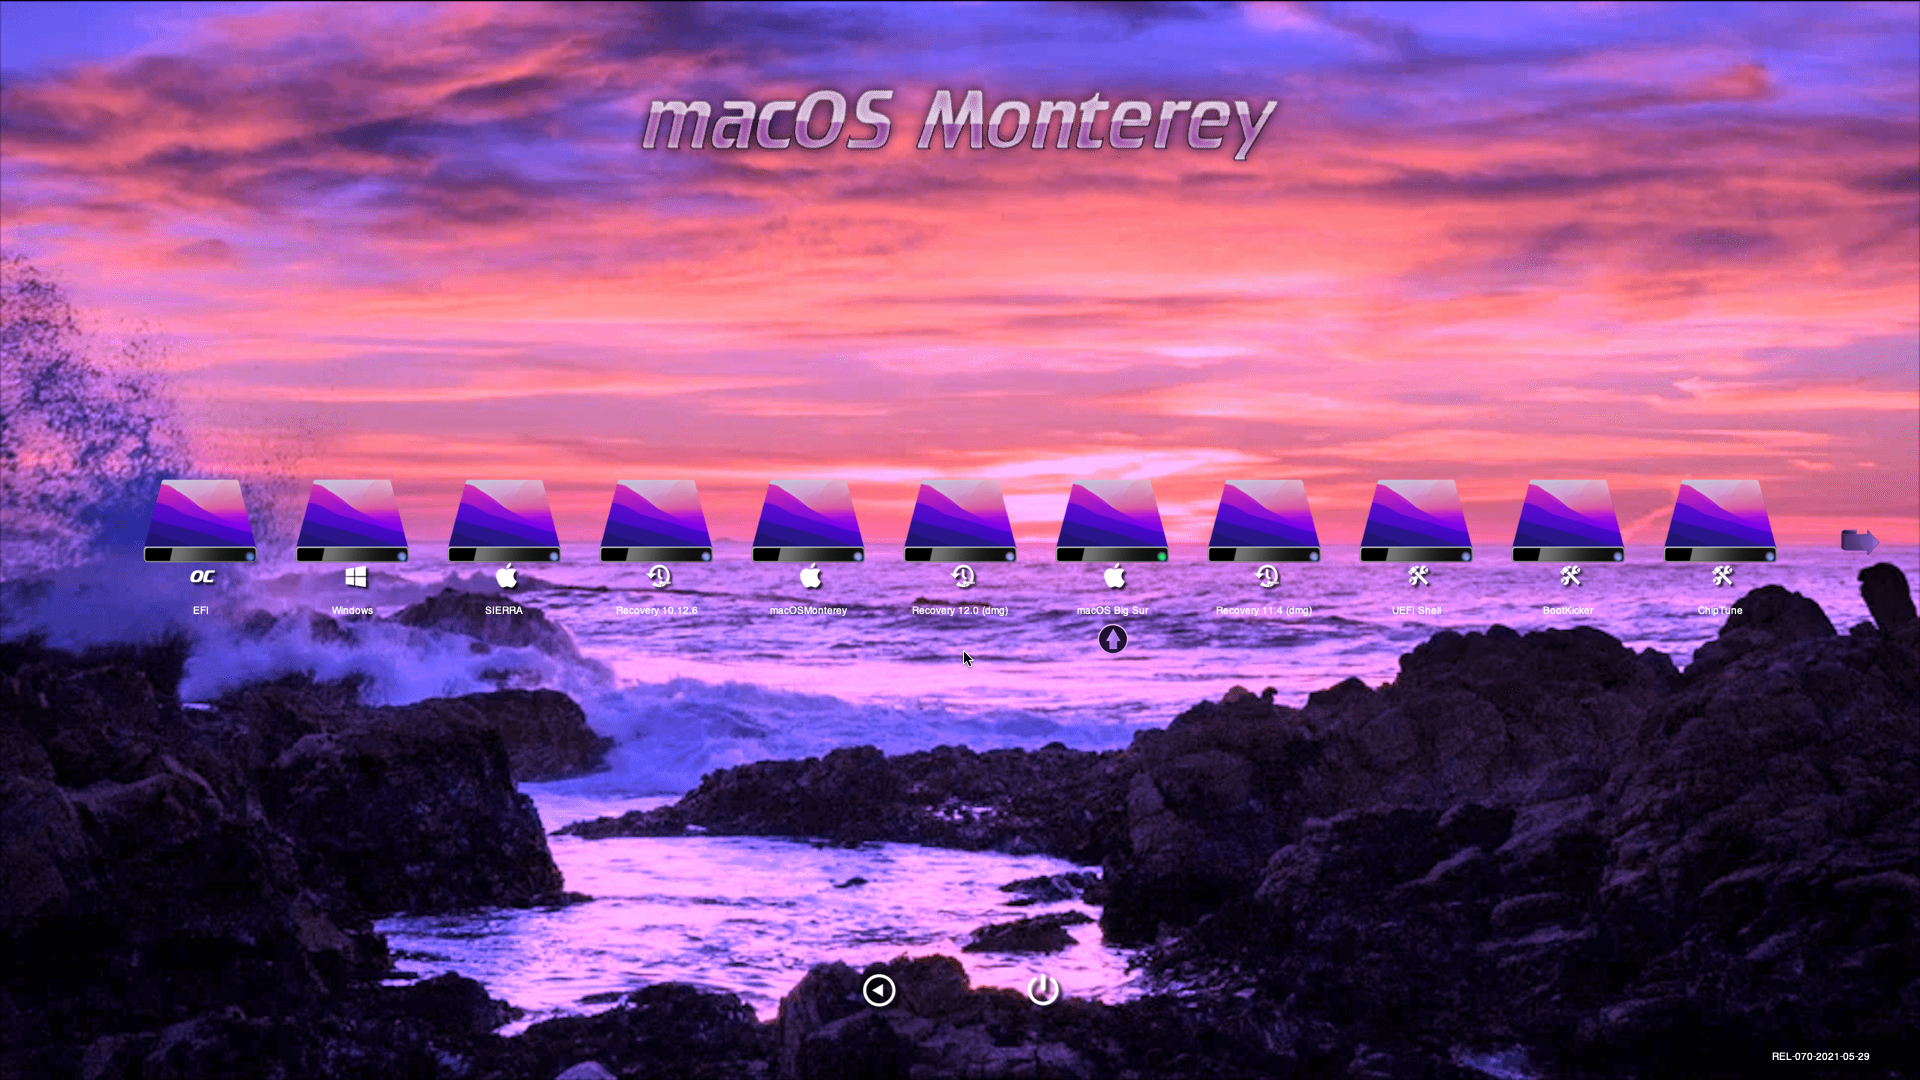 macOS Monterey
OC
EFI
Windows
SIERRA
Recovery 10.12.6
macOSMonterey
Recovery 12.0 (dmg)
macOS Big Sur
Recovery 11.4 (dmg)
UEFI Shell
BootKicker
ChipTune
REL-070-2021-05-29